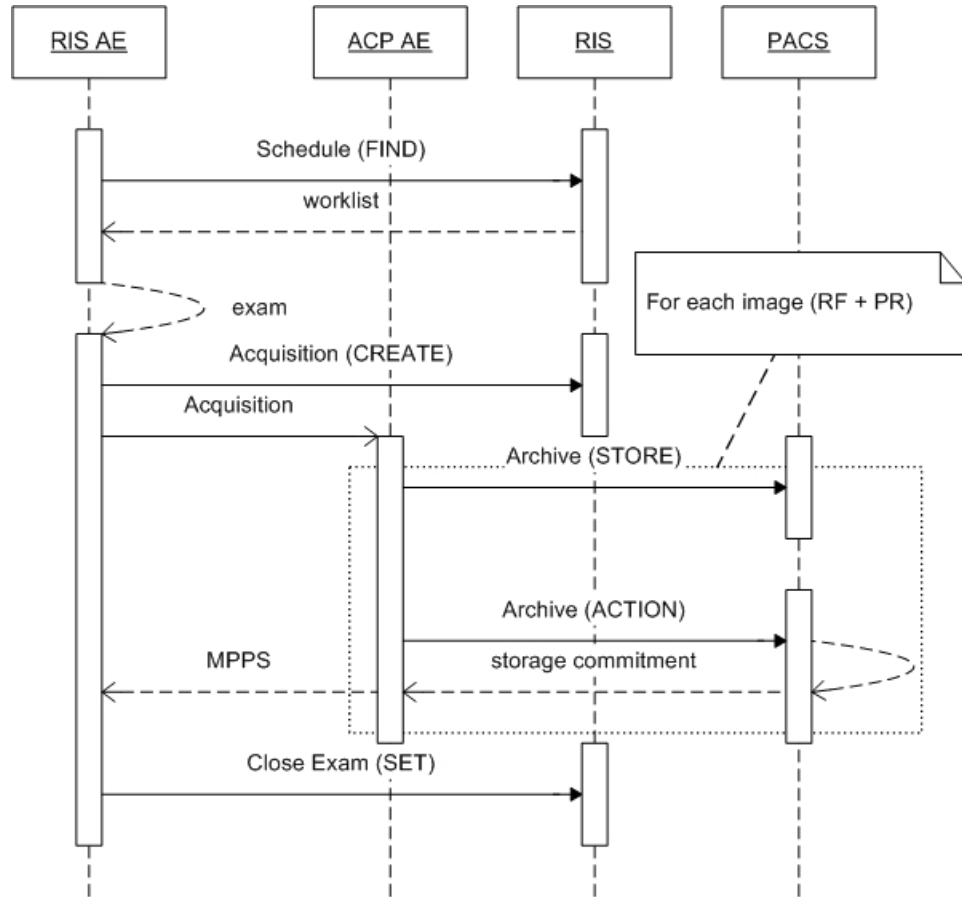 RIS AE
ACP AE
RIS
PACS
Schedule (FIND)
worklist
For each image (RF + PR)
exam
Acquisition (CREATE)
Acquisition
Archive (STORE)
Archive (ACTION)
MPPS
storage commitment
Close Exam (SET)